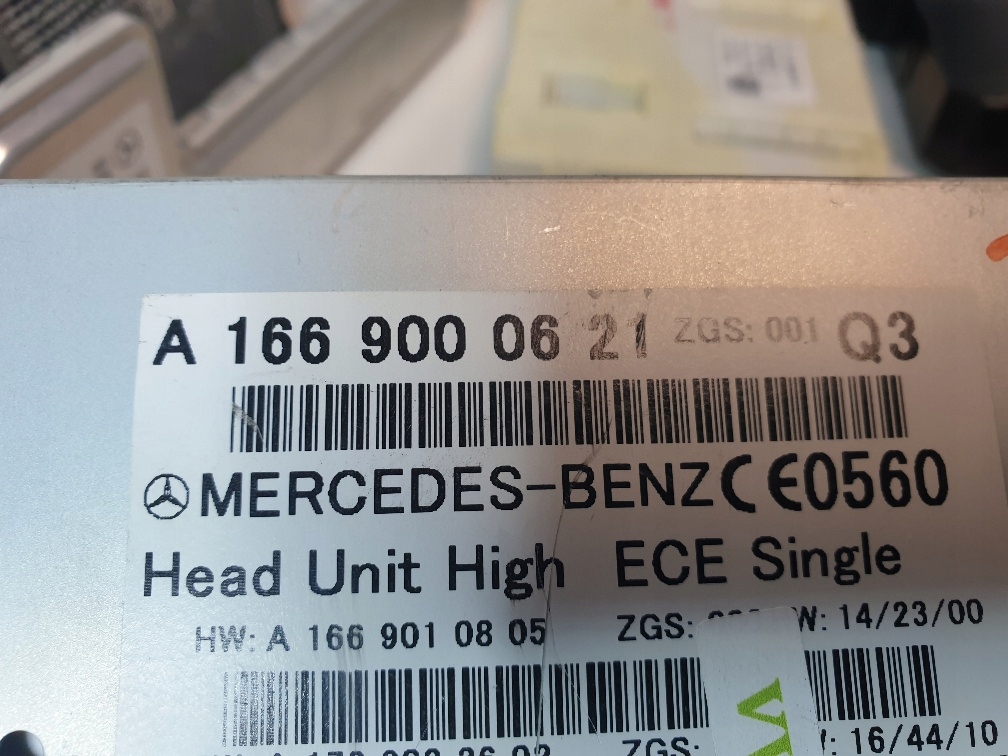 A 166 900 06 21 ZGS: 001 Q3
MERCEDES-BENZ CE0560
Head Unit High ECE Single
HW: A 166 901 08 05 ZGS: W: 14/23/00
ZGS: : 16/44/10